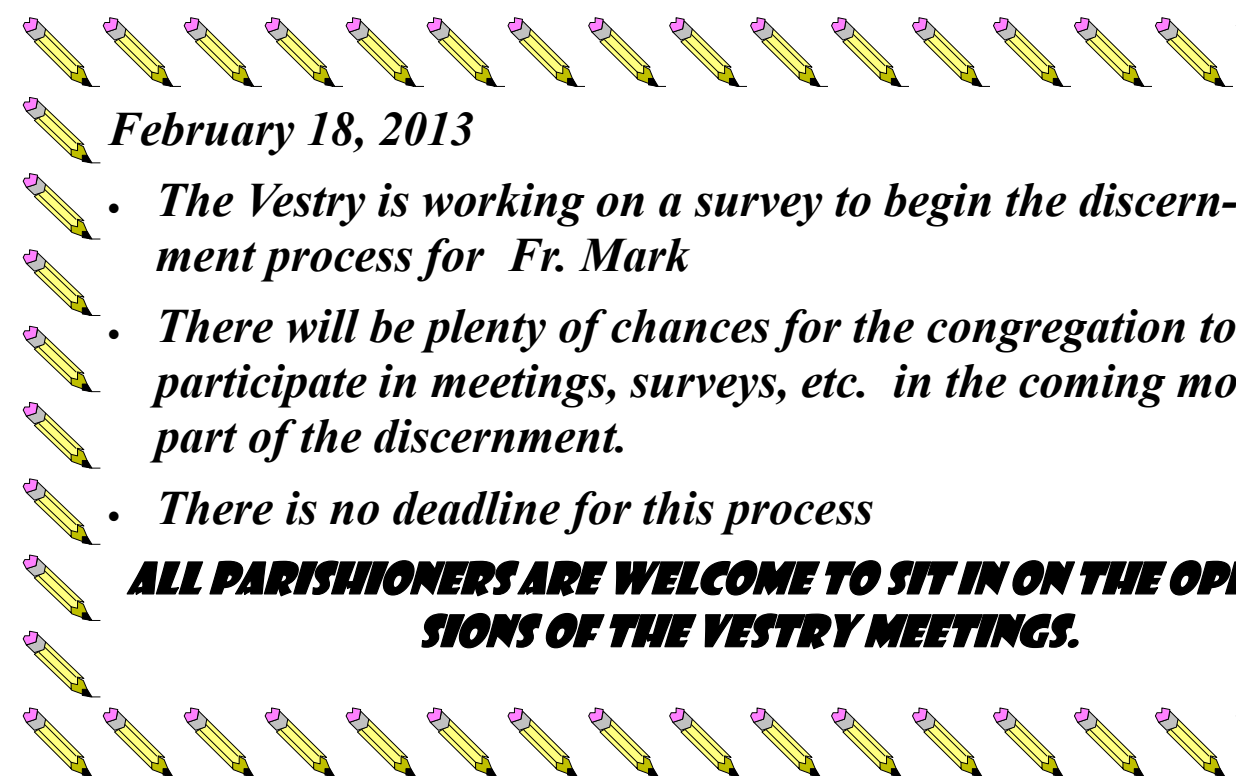 February 18, 2013
• The Vestry is working on a survey to begin the discern-
ment process for Fr. Mark
• There will be plenty of chances for the congregation to
participate in meetings, surveys, etc. in the coming mo
part of the discernment.
• There is no deadline for this process
ALL PARISHIONERS ARE WELCOME TO SIT IN ON THE
SIONS OF THE VESTRY MEETINGS.